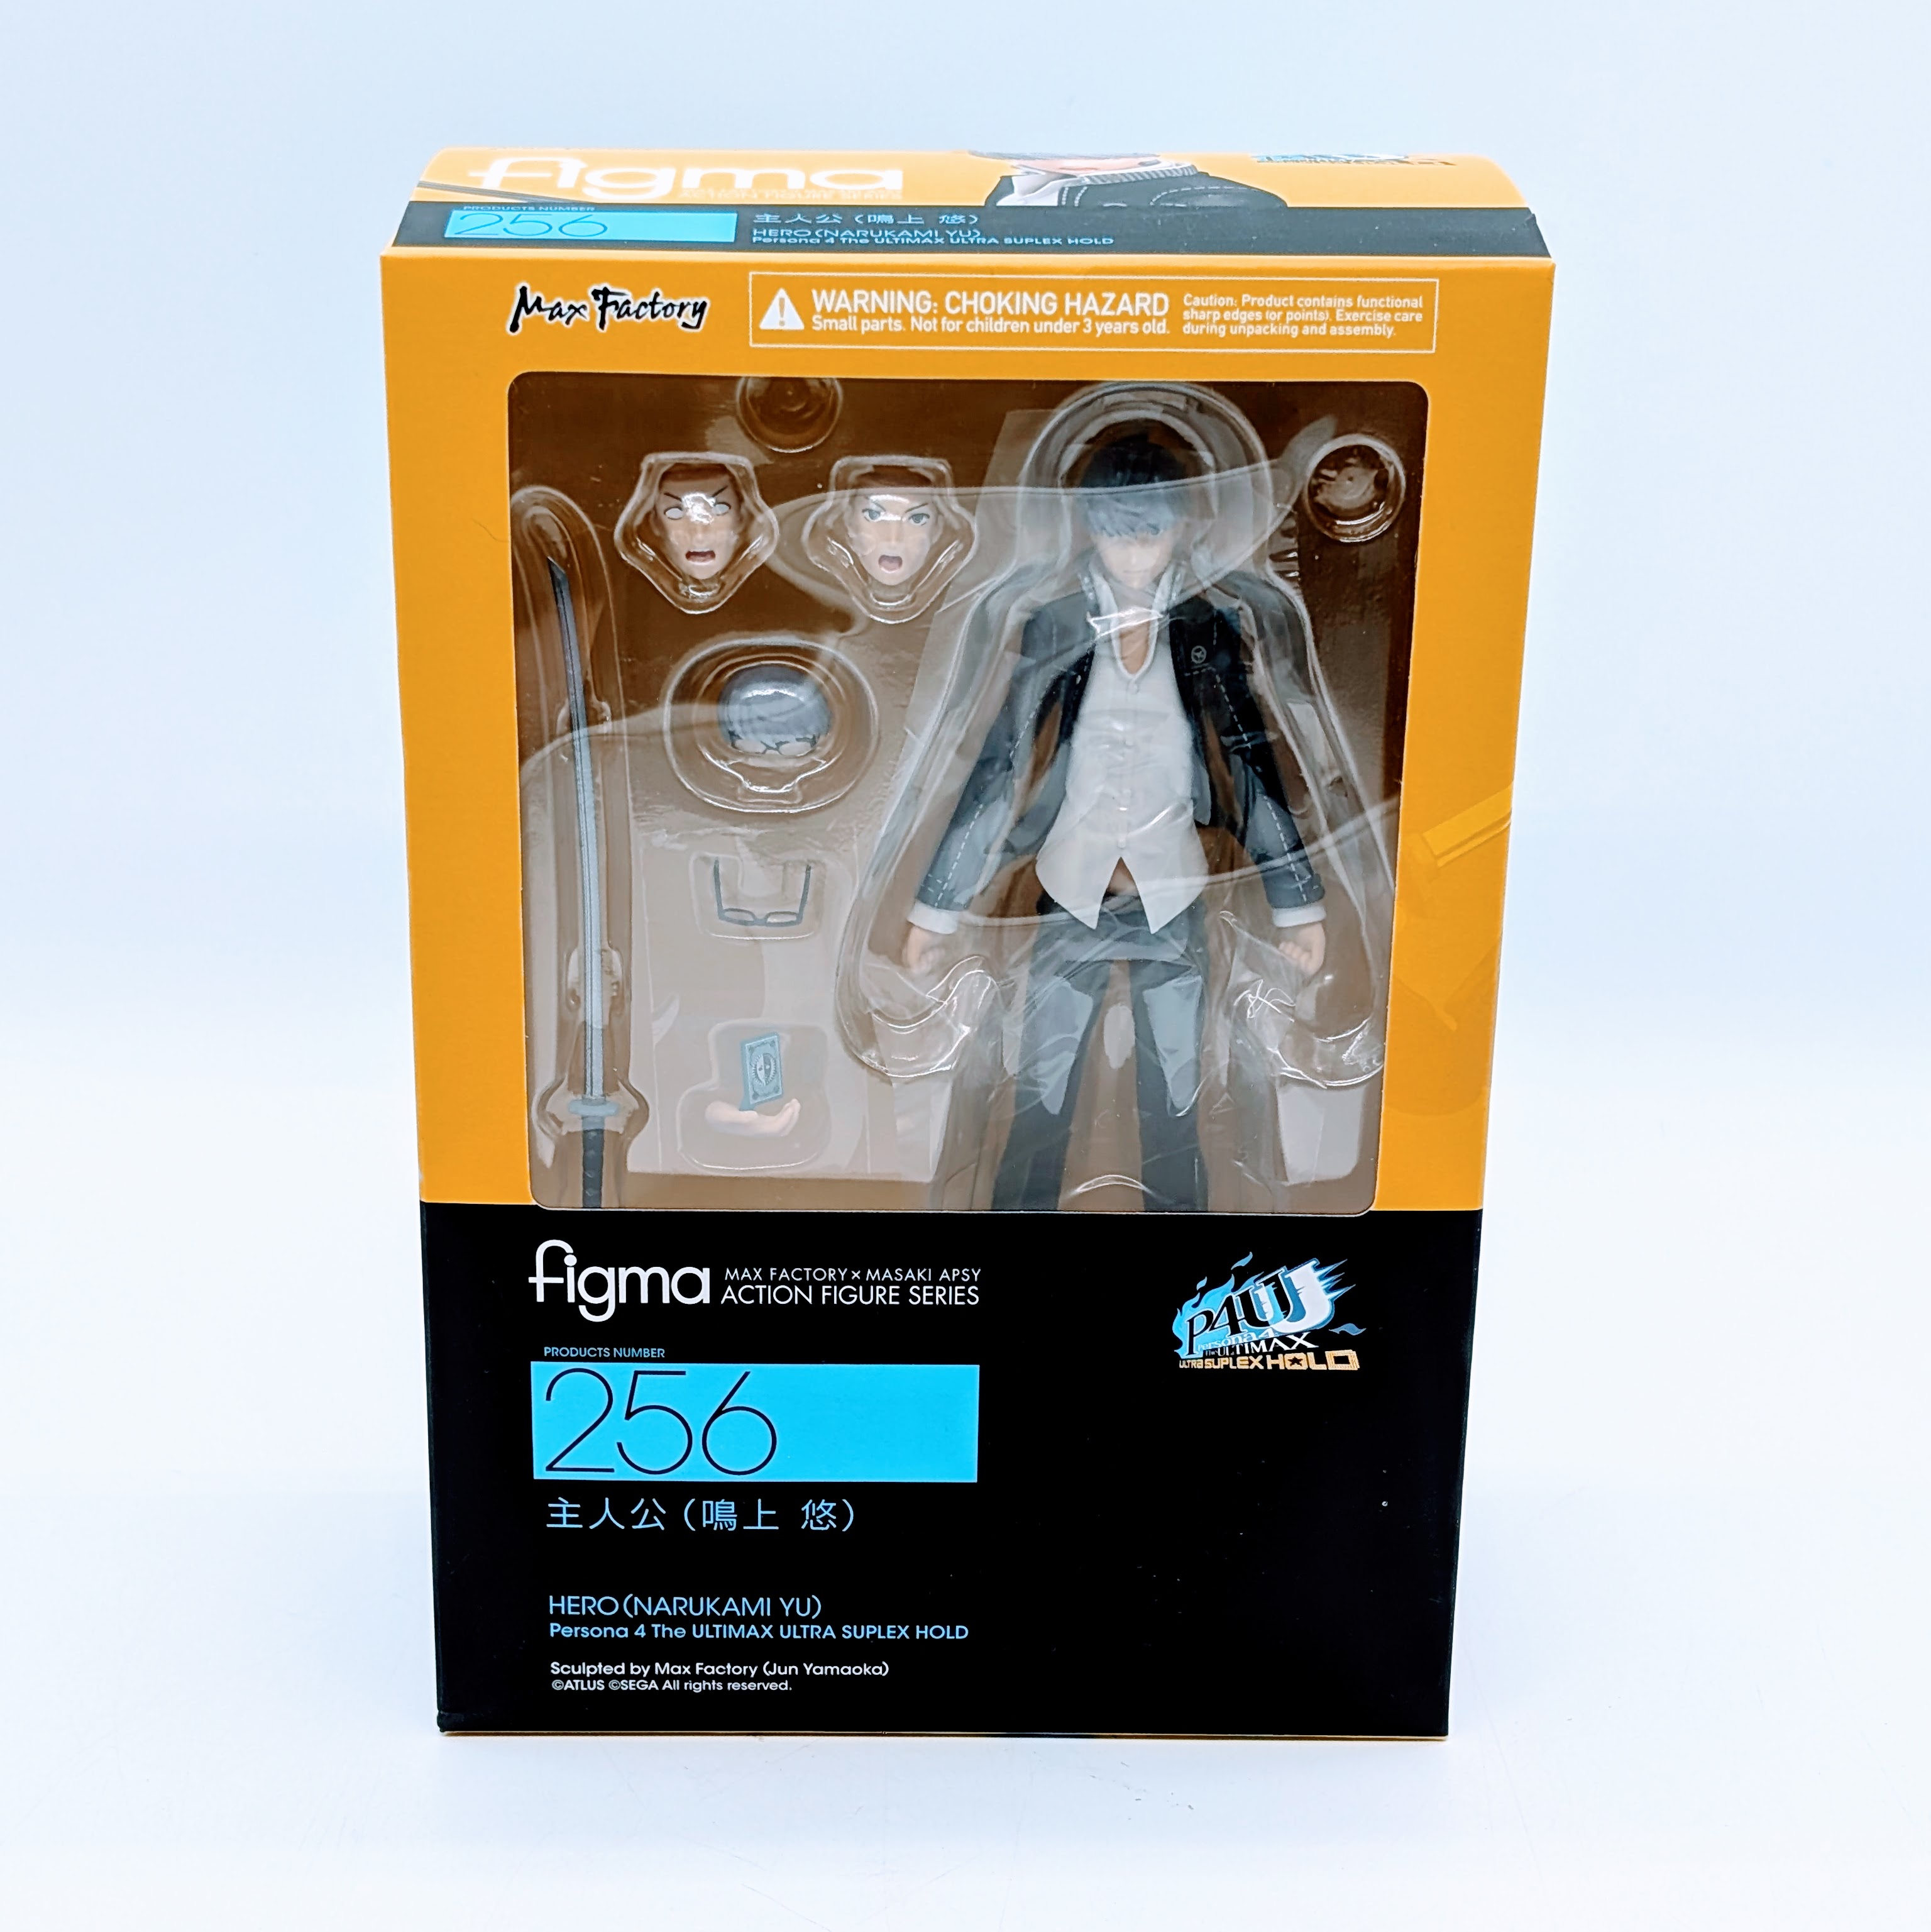 figma
PRODUCTS NUMBER
256
主人公（鳴上 悠）
HERO(NARUKAMI YU)
Persona 4 The ULTIMAX ULTRA SUPLEX HOLD
Max Factory
WARNING: CHOKING HAZARD
Small parts. Not for children under 3 years old.
Caution: Product contains functional
sharp edges (or points). Exercise care
during unpacking and assembly.
figma
MAX FACTORY×MASAKI APSY
ACTION FIGURE SERIES
P4UU
Persona 4
The ULTIMAX
ULTRA SUPLEX HOLD
PRODUCTS NUMBER
256
主人公（鳴上 悠）
HERO(NARUKAMI YU)
Persona 4 The ULTIMAX ULTRA SUPLEX HOLD
Sculpted by Max Factory (Jun Yamaoka)
©ATLUS ©SEGA All rights reserved.